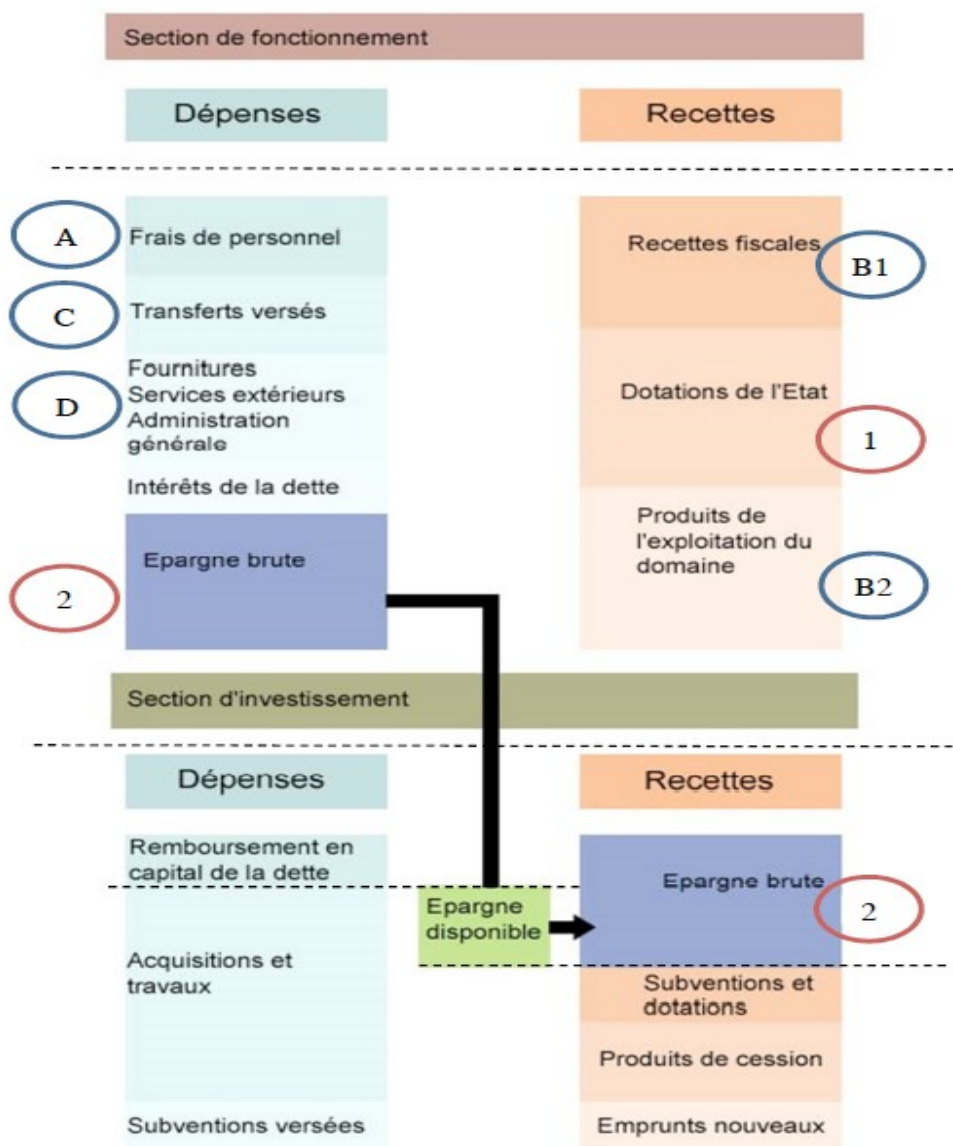 Section de fonctionnement
Dépenses
Recettes
A
Frais de personnel
Recettes fiscales
B1
C
Transferts versés
D
Fournitures
Services extérieurs
Administration
générale
Dotations de l'Etat
1
Intérêts de la dette
Produits de
l'exploitation du
domaine
B2
2
Epargne brute
Section d'investissement
Dépenses
Recettes
Remboursement en
capital de la dette
Epargne
disponible
Epargne brute
2
Acquisitions et
travaux
Subventions et
dotations
Produits de cession
Subventions versées
Emprunts nouveaux